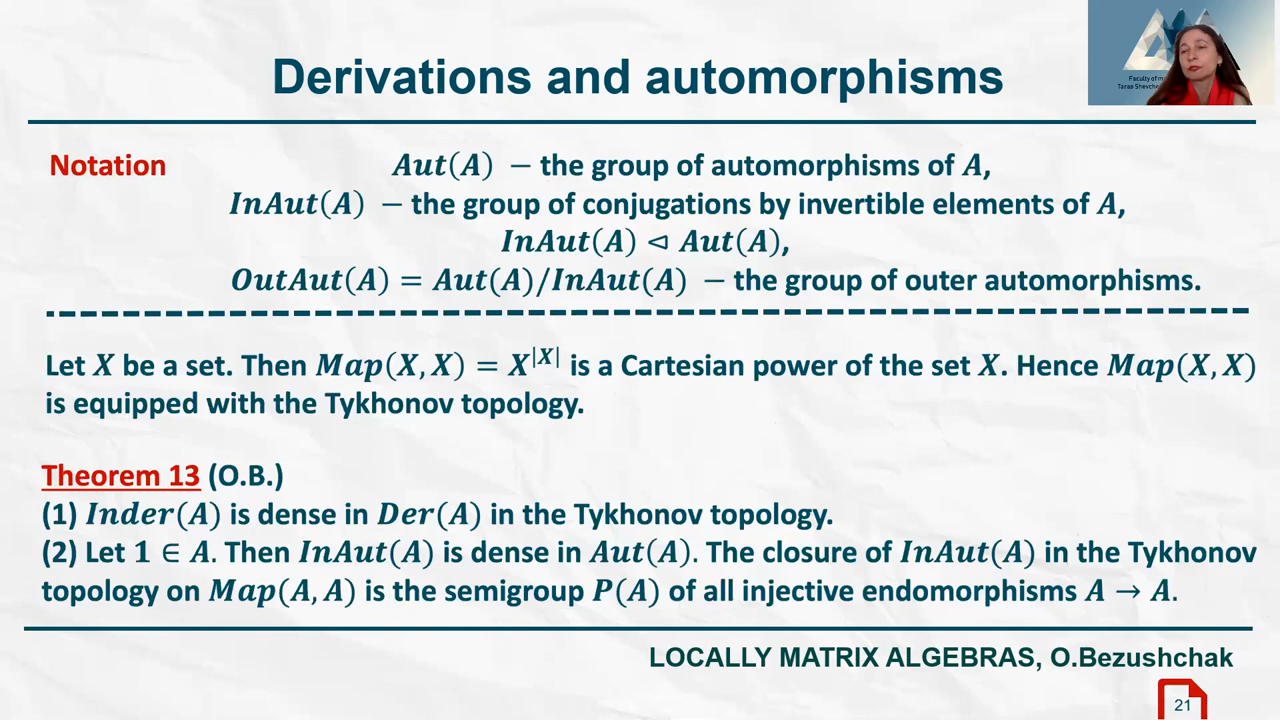 Derivations and automorphisms
Faculty of m
Taras Shevche
Notation
Aut(A) − the group of automorphisms of A,
InAut(A) − the group of conjugations by invertible elements of A,
InAut(A) ⊲ Aut(A),
OutAut(A) = Aut(A)/InAut(A) − the group of outer automorphisms.
Let X be a set. Then Map(X, X) = X^|X| is a Cartesian power of the set X. Hence Map(X, X)
is equipped with the Tykhonov topology.
Theorem 13 (O.B.)
(1) Inder(A) is dense in Der(A) in the Tykhonov topology.
(2) Let 1 ∈ A. Then InAut(A) is dense in Aut(A). The closure of InAut(A) in the Tykhonov
topology on Map(A, A) is the semigroup P(A) of all injective endomorphisms A → A.
LOCALLY MATRIX ALGEBRAS, O.Bezushchak
21